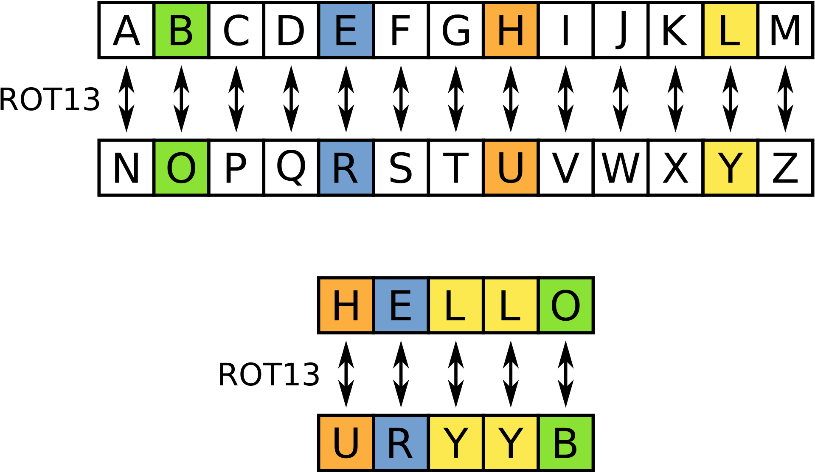 A B C D E F G H I J K L M
ROT13
N O P Q R S T U V W X Y Z
H E L L O
ROT13
U R Y Y B